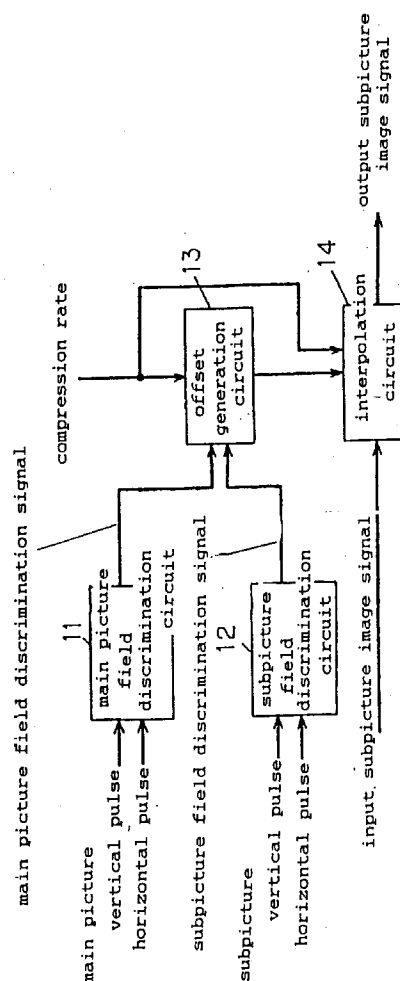 main picture field discrimination signal
main picture
vertical pulse
horizontal pulse
11
main picture
field
discrimination
circuit
subpicture field discrimination signal
subpicture
vertical pulse
horizontal pulse
12
subpicture
field
discrimination
circuit
compression rate
13
offset
generation
circuit
input subpicture image signal
14
interpolation
circuit
output subpicture
image signal